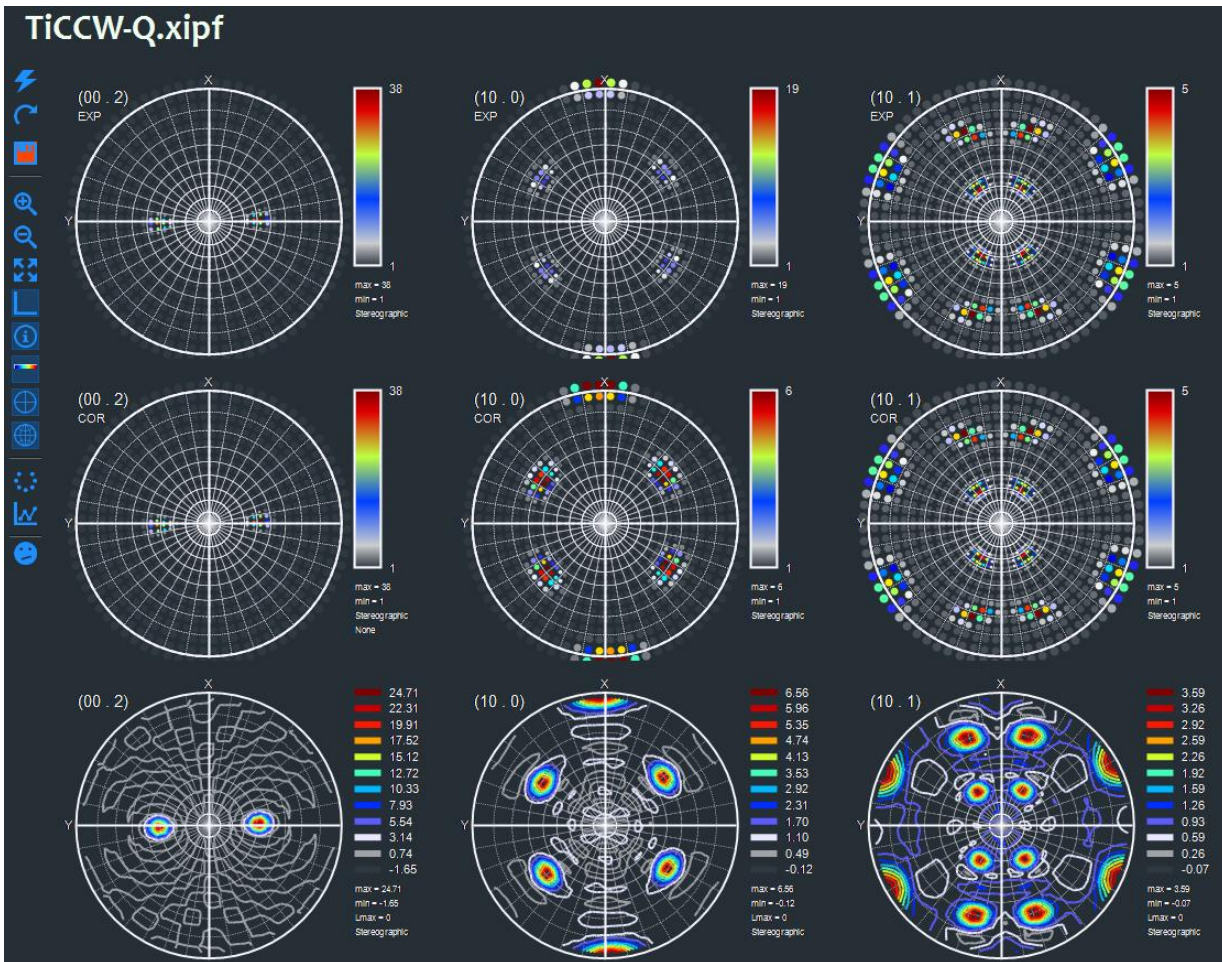 TiCCW-Q.xipf
X
(00 . 2)
EXP
Y
38
1
max = 38
min = 1
Stereographic
X
(10 . 0)
EXP
Y
19
1
max = 19
min = 1
Stereographic
X
(10 . 1)
EXP
Y
5
1
max = 5
min = 1
Stereographic
X
(00 . 2)
COR
Y
38
1
max = 38
min = 1
Stereographic
None
X
(10 . 0)
COR
Y
6
1
max = 6
min = 1
Stereographic
X
(10 . 1)
COR
Y
5
1
max = 5
min = 1
Stereographic
X
(00 . 2)
Y
24.71
22.31
19.91
17.52
15.12
12.72
10.33
7.93
5.54
3.14
0.74
-1.65
max = 24.71
min = -1.65
Lmax = 0
Stereographic
X
(10 . 0)
Y
6.56
5.96
5.35
4.74
4.13
3.53
2.92
2.31
1.70
1.10
0.49
-0.12
max = 6.56
min = -0.12
Lmax = 0
Stereographic
X
(10 . 1)
Y
3.59
3.26
2.92
2.59
2.26
1.92
1.59
1.26
0.93
0.59
0.26
-0.07
max = 3.59
min = -0.07
Lmax = 0
Stereographic